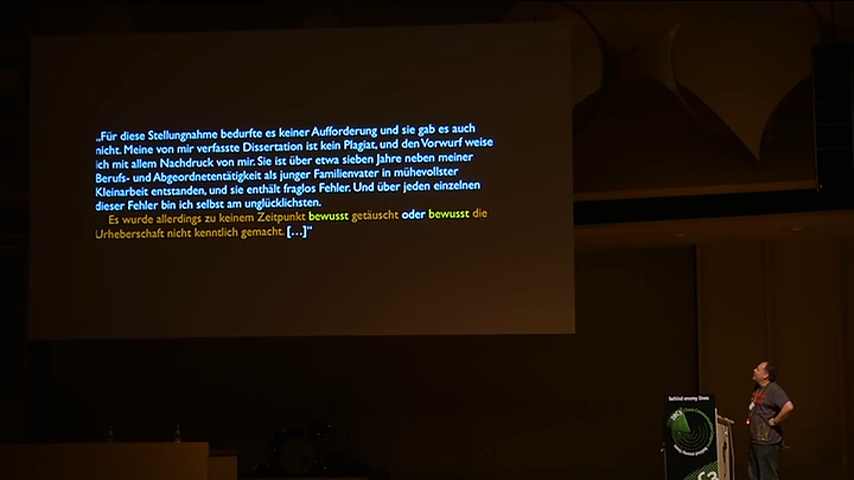 „Für diese Stellungnahme bedurfte es keiner Aufforderung und sie gab es auch
nicht. Meine von mir verfasste Dissertation ist kein Plagiat, und den Vorwurf weise
ich mit allem Nachdruck von mir. Sie ist über etwa sieben Jahre neben meiner
Berufs- und Abgeordnetentätigkeit als junger Familienvater in mühevollster
Kleinarbeit entstanden, und sie enthält fraglos Fehler. Und über jeden einzelnen
dieser Fehler bin ich selbst am unglücklichsten.
Es wurde allerdings zu keinem Zeitpunkt bewusst getäuscht oder bewusst die
Urheberschaft nicht kenntlich gemacht. […]“
behind enemy lines